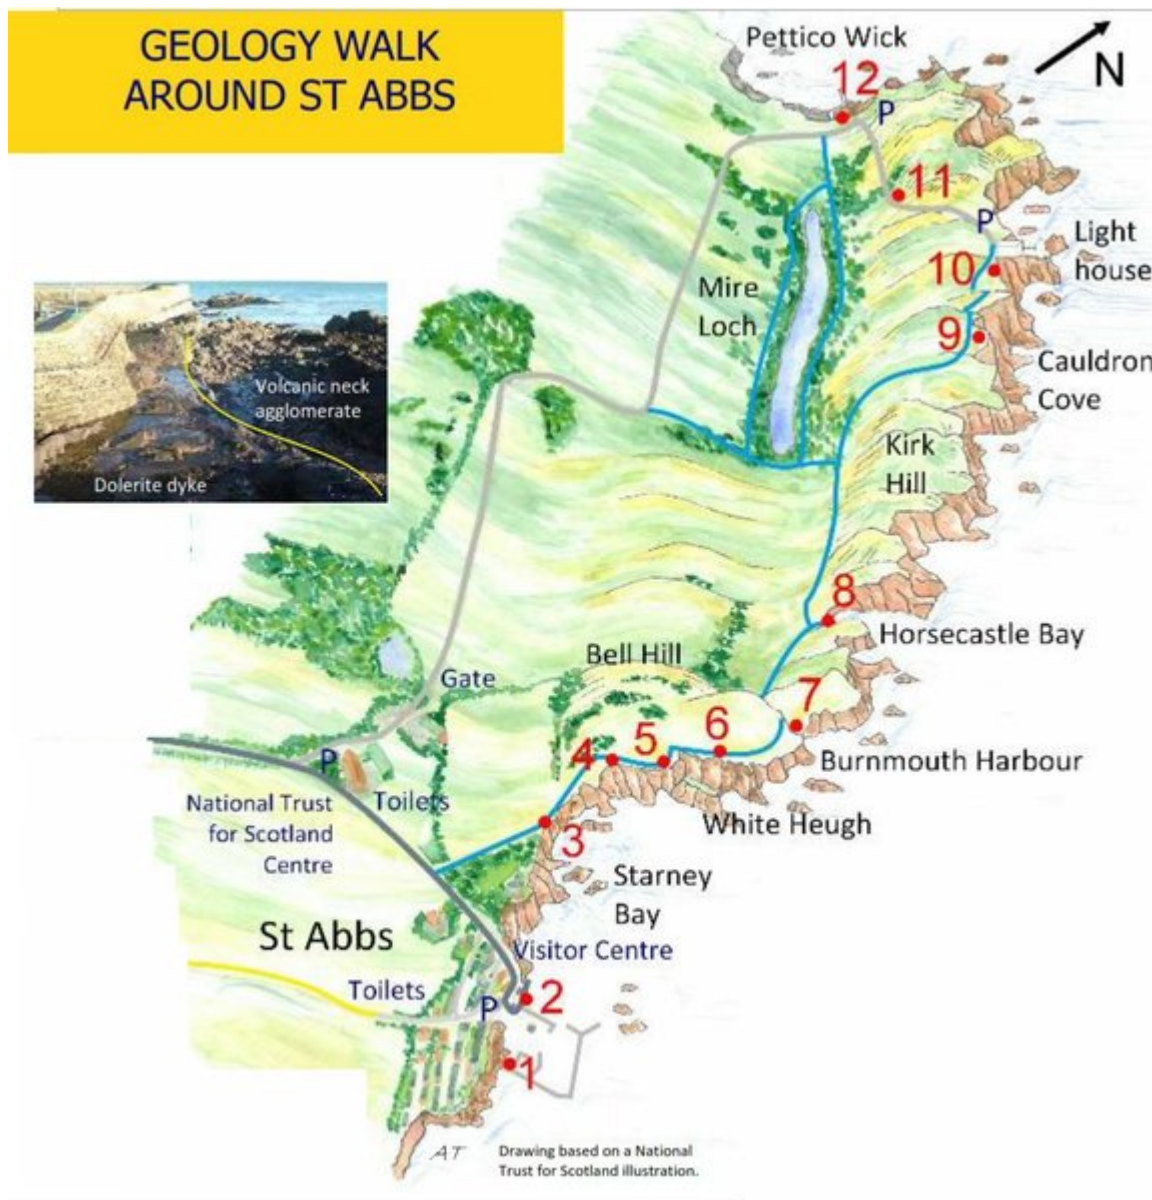 GEOLOGY WALK
AROUND ST ABBS
Pettico Wick
N
12
P
11
P
Light
house
10
Mire
Loch
9
Cauldron
Cove
Volcanic neck
agglomerate
Dolerite dyke
Kirk
Hill
8
Horsecastle Bay
Bell Hill
Gate
7
6
5
4
Burnmouth Harbour
P
Toilets
National Trust
for Scotland
Centre
White Heugh
3
Starney
Bay
St Abbs
Visitor Centre
Toilets
P
2
1
AT
Drawing based on a National
Trust for Scotland illustration.